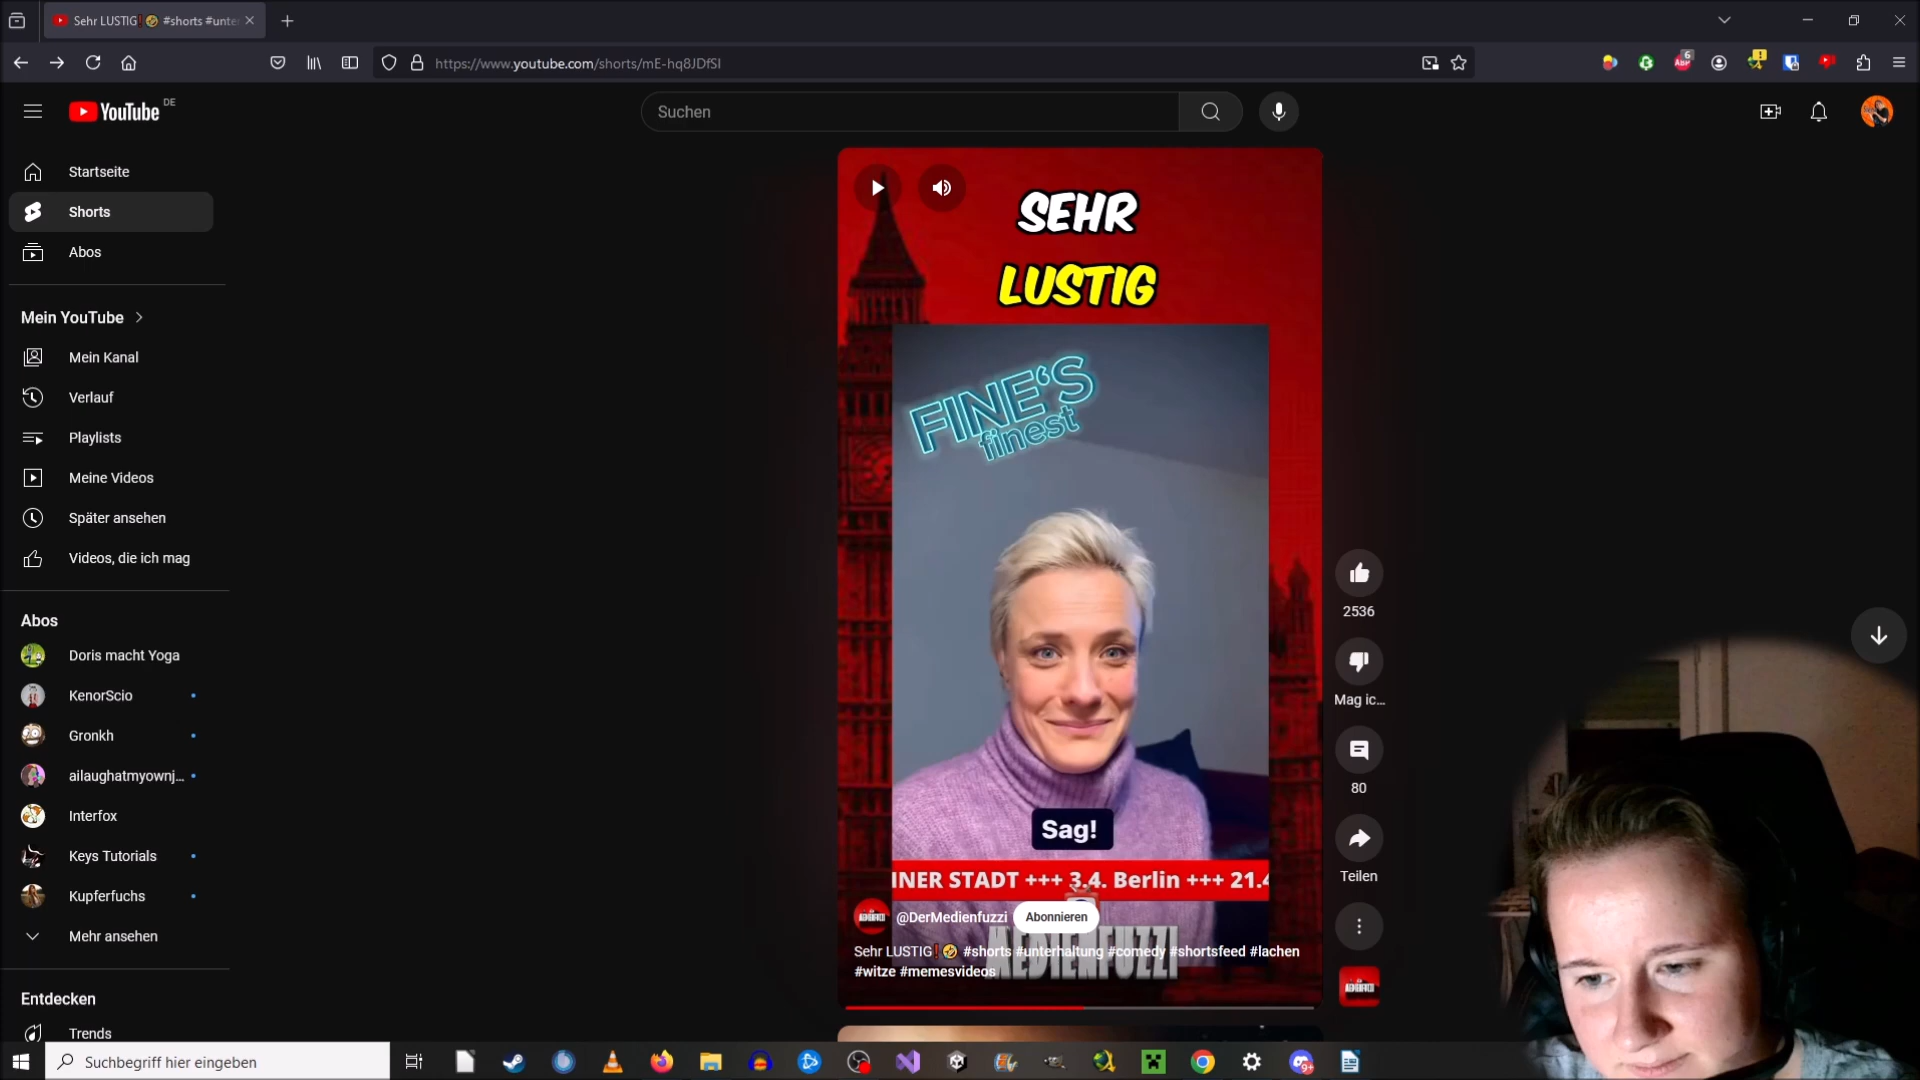 Sehr LUSTIG❗🤣 #shorts #unte
https://www.youtube.com/shorts/mE-hq8JDfSI
6
YouTube DE
Suchen
Startseite
Shorts
Abos
Mein YouTube
Mein Kanal
Verlauf
Playlists
Meine Videos
Später ansehen
Videos, die ich mag
Abos
Doris macht Yoga
KenorScio
Gronkh
ailaughatmyownj...
Interfox
Keys Tutorials
Kupferfuchs
Mehr ansehen
Entdecken
Trends
SEHR
LUSTIG
FINE'S
finest
Sag!
INER STADT +++ 3.4. Berlin +++ 21.4
@DerMedienfuzzi
Abonnieren
Sehr LUSTIG❗🤣 #shorts #unterhaltung #comedy #shortsfeed #lachen
#witze #memesvideos
MEDIENFUZZI
2536
Mag ic...
80
Teilen
Suchbegriff hier eingeben
9+